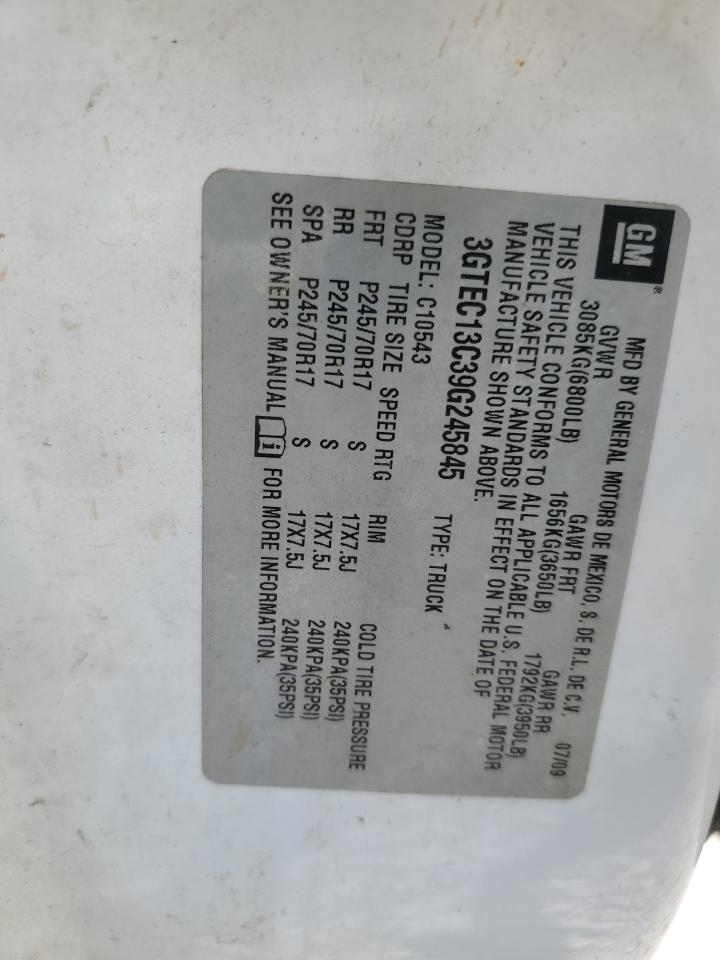 GM
MFD BY GENERAL MOTORS DE MEXICO, S. DE R.L. DE C.V. 07/09
GVWR GAWR FRT GAWR RR
3085KG(6800LB) 1656KG(3650LB) 1792KG(3950LB)
THIS VEHICLE CONFORMS TO ALL APPLICABLE U.S. FEDERAL MOTOR
VEHICLE SAFETY STANDARDS IN EFFECT ON THE DATE OF
MANUFACTURE SHOWN ABOVE.
3GTEC13C39G245845 TYPE: TRUCK
MODEL: C10543
CDRP TIRE SIZE SPEED RTG RIM COLD TIRE PRESSURE
FRT P245/70R17 S 17X7.5J 240KPA(35PSI)
RR P245/70R17 S 17X7.5J 240KPA(35PSI)
SPA P245/70R17 S 17X7.5J 240KPA(35PSI)
SEE OWNER'S MANUAL i FOR MORE INFORMATION.